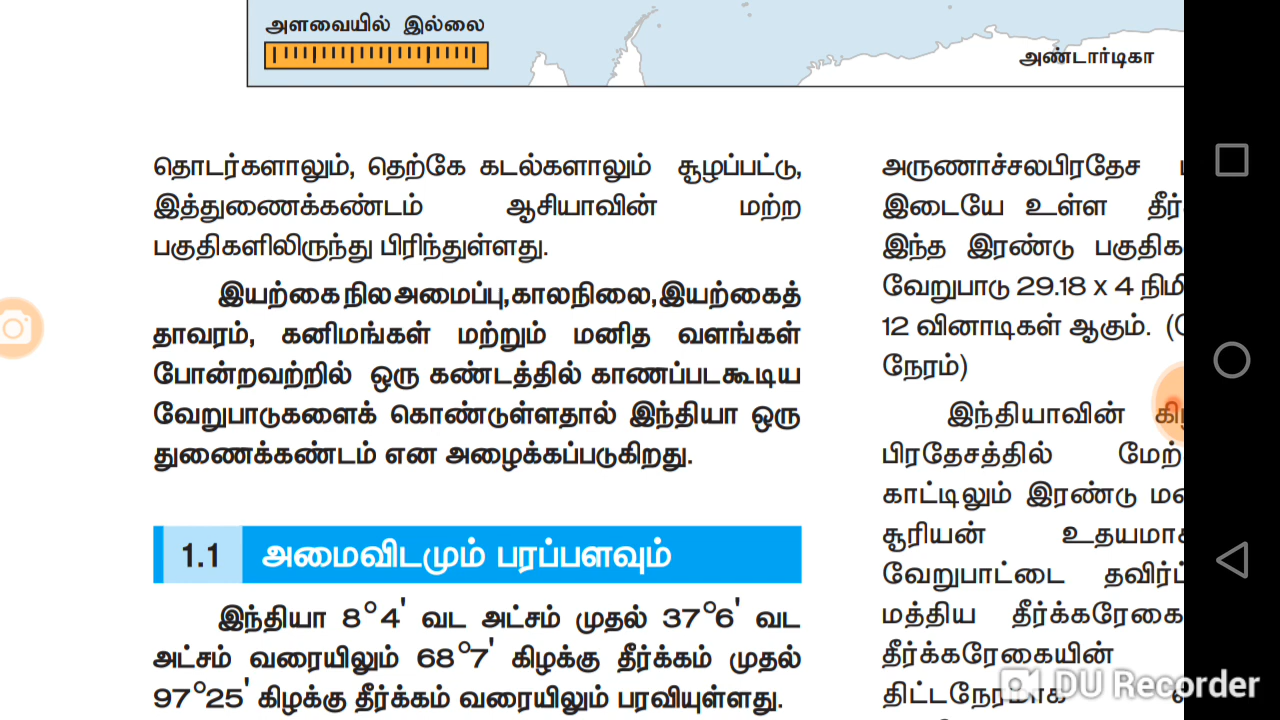 அளவையில் இல்லை
அண்டார்டிகா
தொடர்களாலும், தெற்கே கடல்களாலும் சூழப்பட்டு,
இத்துணைக்கண்டம் ஆசியாவின் மற்ற
பகுதிகளிலிருந்து பிரிந்துள்ளது.
இயற்கை நில அமைப்பு,காலநிலை,இயற்கைத்
தாவரம், கனிமங்கள் மற்றும் மனித வளங்கள்
போன்றவற்றில் ஒரு கண்டத்தில் காணப்படகூடிய
வேறுபாடுகளைக் கொண்டுள்ளதால் இந்தியா ஒரு
துணைக்கண்டம் என அழைக்கப்படுகிறது.
1.1 அமைவிடமும் பரப்பளவும்
இந்தியா 8°4' வட அட்சம் முதல் 37°6' வட
அட்சம் வரையிலும் 68°7' கிழக்கு தீர்க்கம் முதல்
97°25' கிழக்கு தீர்க்கம் வரையிலும் பரவியுள்ளது.
அருணாச்சலபிரதேச
இடையே உள்ள
இந்த இரண்டு
வேறுபாடு 29.18 x 4
12 வினாடிகள் ஆகும்.
நேரம்)
இந்தியாவின்
பிரதேசத்தில்
காட்டிலும் இரண்டு
சூரியன்
வேறுபாட்டை
மத்திய
தீர்க்கரேகையின்
திட்டநேரமாக
DU Recorder